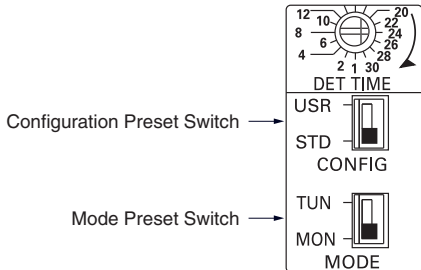 12
20
10
22
8
24
6
26
4
28
2 1 30
DET TIME
USR
Configuration Preset Switch
STD
CONFIG
TUN
Mode Preset Switch
MON
MODE